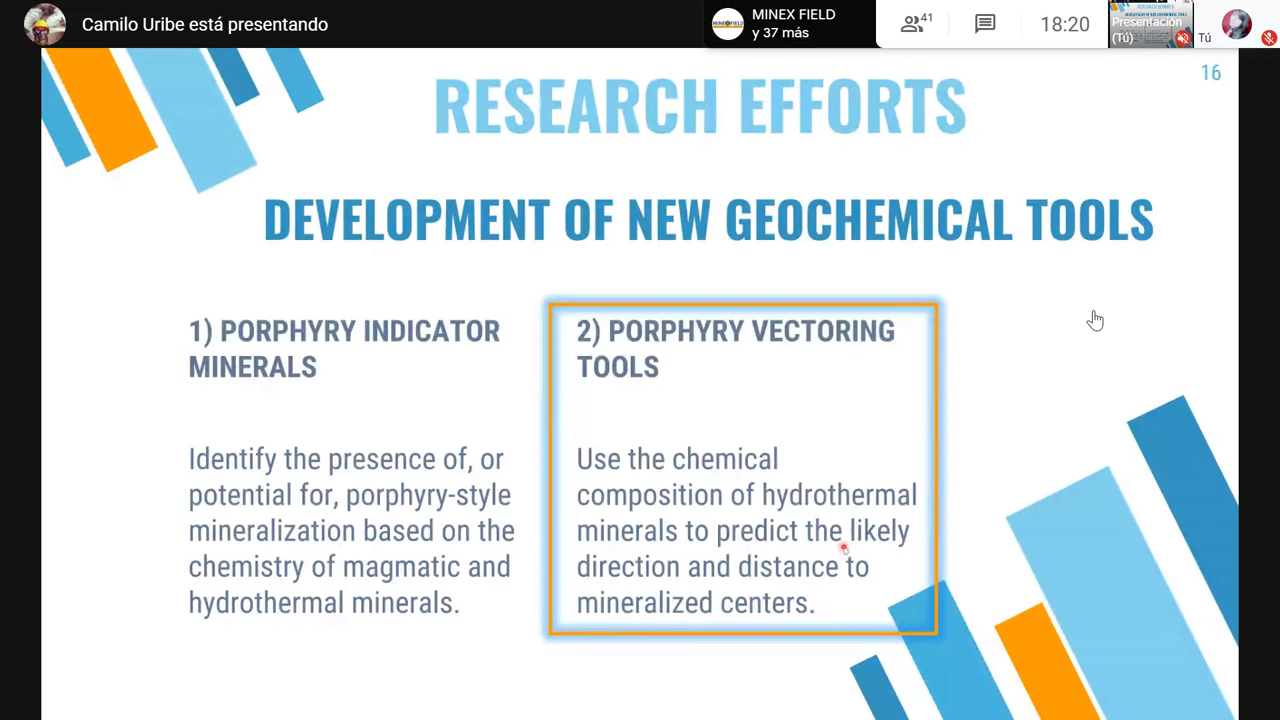 Camilo Uribe está presentando
MINEX FIELD
y 37 más
41
18:20
Presentación
(Tú)
Tú
16
RESEARCH EFFORTS
DEVELOPMENT OF NEW GEOCHEMICAL TOOLS
1) PORPHYRY INDICATOR
MINERALS
Identify the presence of, or
potential for, porphyry-style
mineralization based on the
chemistry of magmatic and
hydrothermal minerals.
2) PORPHYRY VECTORING
TOOLS
Use the chemical
composition of hydrothermal
minerals to predict the likely
direction and distance to
mineralized centers.